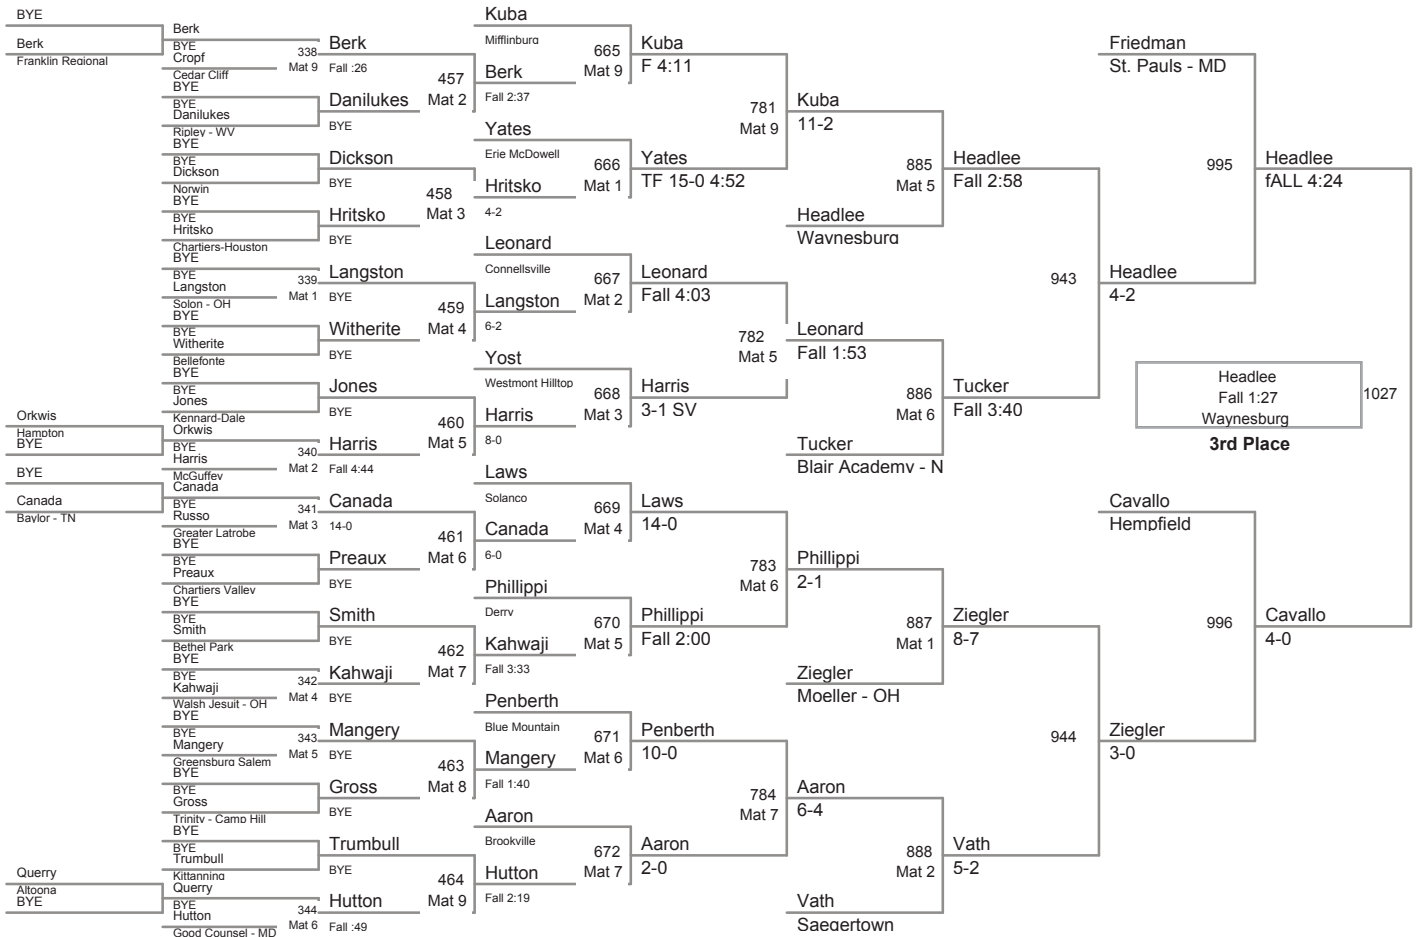 BYE
Berk
Franklin Regional
Orkwis
Hampton
BYE
BYE
Canada
Baylor - TN
Querry
Altoona
BYE
Berk
BYE
Cropf
338
Mat 9
Cedar Cliff
BYE
BYE
Danilukes
Ripley - WV
BYE
BYE
Dickson
Norwin
BYE
BYE
Hritsko
Chartiers-Houston
BYE
BYE
Langston
339
Mat 1
Solon - OH
BYE
BYE
Witherite
Bellefonte
BYE
BYE
Jones
Kennard-Dale
Orkwis
BYE
Harris
340
Mat 2
McGuffey
Canada
BYE
Russo
341
Mat 3
Greater Latrobe
BYE
BYE
Preaux
Chartiers Valley
BYE
BYE
Smith
Bethel Park
BYE
BYE
Kahwaji
342
Mat 4
Walsh Jesuit - OH
BYE
BYE
Mangery
343
Mat 5
Greensburg Salem
BYE
BYE
Gross
Trinity - Camp Hill
BYE
BYE
Trumbull
Kittanning
Querry
BYE
Hutton
344
Mat 6
Good Counsel - MD
Berk
Fall :26
457
Mat 2
Danilukes
BYE
Dickson
BYE
458
Mat 3
Hritsko
BYE
Langston
BYE
459
Mat 4
Witherite
BYE
Jones
BYE
460
Mat 5
Harris
Fall 4:44
Canada
14-0
461
Mat 6
Preaux
BYE
Smith
BYE
462
Mat 7
Kahwaji
BYE
Mangery
BYE
463
Mat 8
Gross
BYE
Trumbull
BYE
464
Mat 9
Hutton
Fall :49
Kuba
Mifflinburg
665
Mat 9
Berk
Fall 2:37
Yates
Erie McDowell
666
Mat 1
Hritsko
4-2
Leonard
Connellsville
667
Mat 2
Langston
6-2
Yost
Westmont Hilltop
668
Mat 3
Harris
8-0
Laws
Solanco
669
Mat 4
Canada
6-0
Phillippi
Derry
670
Mat 5
Kahwaji
Fall 3:33
Penberth
Blue Mountain
671
Mat 6
Mangery
Fall 1:40
Aaron
Brookville
672
Mat 7
Hutton
Fall 2:19
Kuba
F 4:11
781
Mat 9
Yates
TF 15-0 4:52
Leonard
Fall 4:03
782
Mat 5
Harris
3-1 SV
Laws
14-0
783
Mat 6
Phillippi
Fall 2:00
Penberth
10-0
784
Mat 7
Aaron
2-0
Kuba
11-2
885
Mat 5
Headlee
Waynesburg
Leonard
Fall 1:53
886
Mat 6
Tucker
Blair Academy - N
Phillippi
2-1
887
Mat 1
Ziegler
Moeller - OH
Aaron
6-4
888
Mat 2
Vath
Saegertown
Headlee
Fall 2:58
943
Tucker
Fall 3:40
Ziegler
8-7
944
Vath
5-2
Friedman
St. Pauls - MD
995
Headlee
4-2
Cavallo
Hempfield
996
Ziegler
3-0
Headlee
fALL 4:24
Cavallo
4-0
Headlee
Fall 1:27
Waynesburg
1027
3rd Place